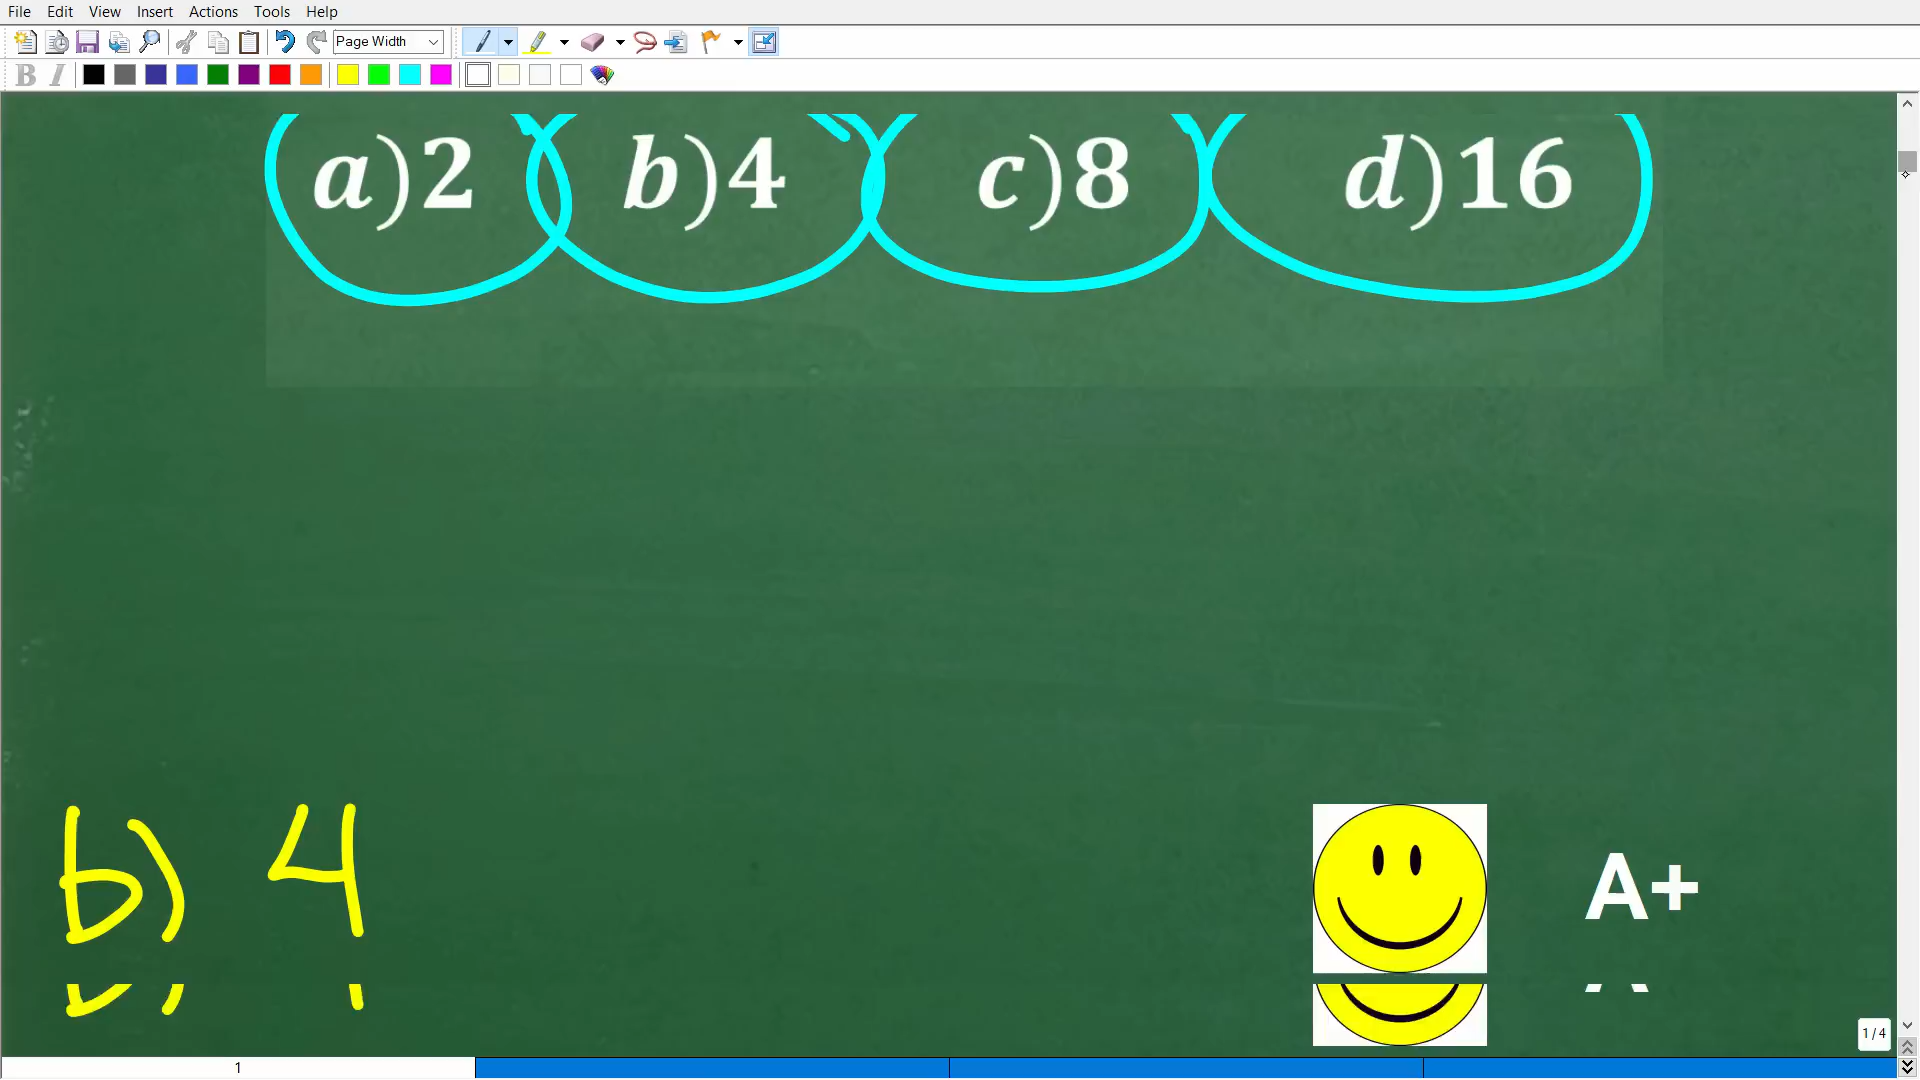 File Edit View Insert Actions Tools Help
Page Width
B I
a)2 b)4 c)8 d)16
b) 4
A+
1 / 4
1